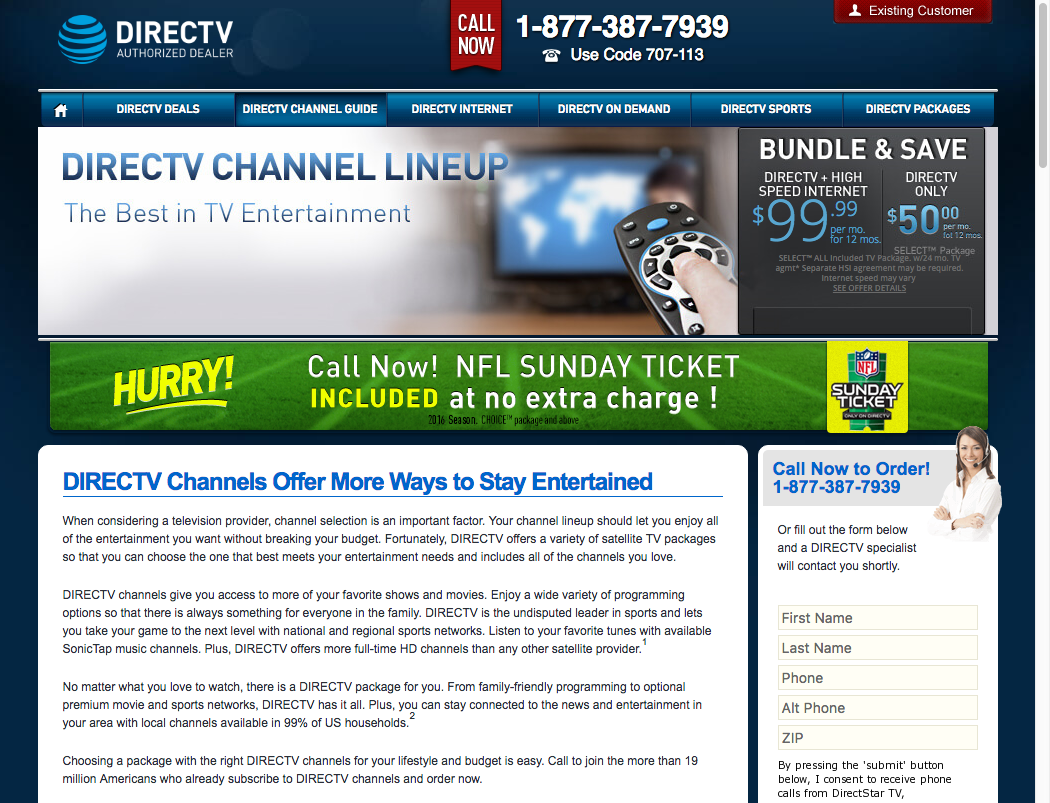 DIRECTV
AUTHORIZED DEALER
CALL
NOW
1-877-387-7939
Use Code 707-113
Existing Customer
DIRECTV DEALS
DIRECTV CHANNEL GUIDE
DIRECTV INTERNET
DIRECTV ON DEMAND
DIRECTV SPORTS
DIRECTV PACKAGES
DIRECTV CHANNEL LINEUP
The Best in TV Entertainment
BUNDLE & SAVE
DIRECTV + HIGH
SPEED INTERNET
$99.99
per mo.
for 12 mos.
DIRECTV
ONLY
$5000
per mo.
fot 12 mos.
SELECT™ Package
SELECT™ ALL Included TV Package. w/24 mo. TV
agmt* Separate HSI agreement may be required.
Internet speed may vary
SEE OFFER DETAILS
HURRY!
Call Now! NFL SUNDAY TICKET
INCLUDED at no extra charge !
2016 Season. CHOICE™ package and above
NFL
SUNDAY
TICKET
ONLY ON DIRECTV
DIRECTV Channels Offer More Ways to Stay Entertained
When considering a television provider, channel selection is an important factor. Your channel lineup should let you enjoy all
of the entertainment you want without breaking your budget. Fortunately, DIRECTV offers a variety of satellite TV packages
so that you can choose the one that best meets your entertainment needs and includes all of the channels you love.
DIRECTV channels give you access to more of your favorite shows and movies. Enjoy a wide variety of programming
options so that there is always something for everyone in the family. DIRECTV is the undisputed leader in sports and lets
you take your game to the next level with national and regional sports networks. Listen to your favorite tunes with available
SonicTap music channels. Plus, DIRECTV offers more full-time HD channels than any other satellite provider.1
No matter what you love to watch, there is a DIRECTV package for you. From family-friendly programming to optional
premium movie and sports networks, DIRECTV has it all. Plus, you can stay connected to the news and entertainment in
your area with local channels available in 99% of US households.2
Choosing a package with the right DIRECTV channels for your lifestyle and budget is easy. Call to join the more than 19
million Americans who already subscribe to DIRECTV channels and order now.
Call Now to Order!
1-877-387-7939
Or fill out the form below
and a DIRECTV specialist
will contact you shortly.
First Name
Last Name
Phone
Alt Phone
ZIP
By pressing the 'submit' button
below, I consent to receive phone
calls from DirectStar TV,